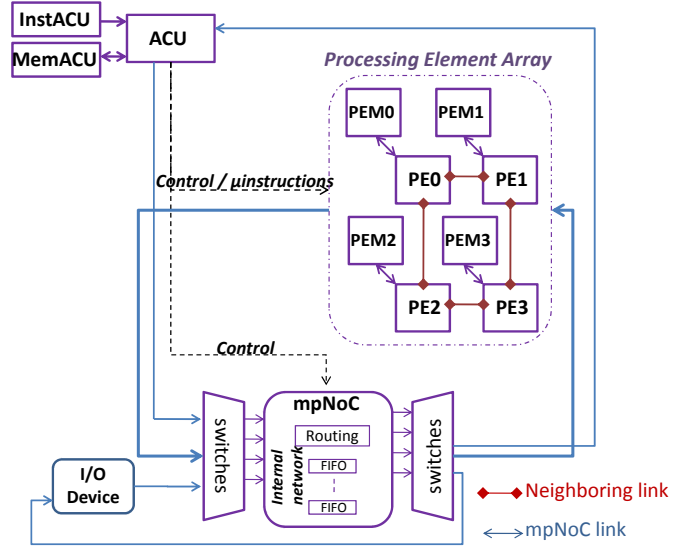 InstACU
ACU
MemACU
Processing Element Array
PEM0
PEM1
PE0
PE1
Control / μinstructions
PEM2
PEM3
PE2
PE3
Control
switches
mpNoC
Routing
Internal
network
FIFO
FIFO
switches
I/O
Device
Neighboring link
mpNoC link